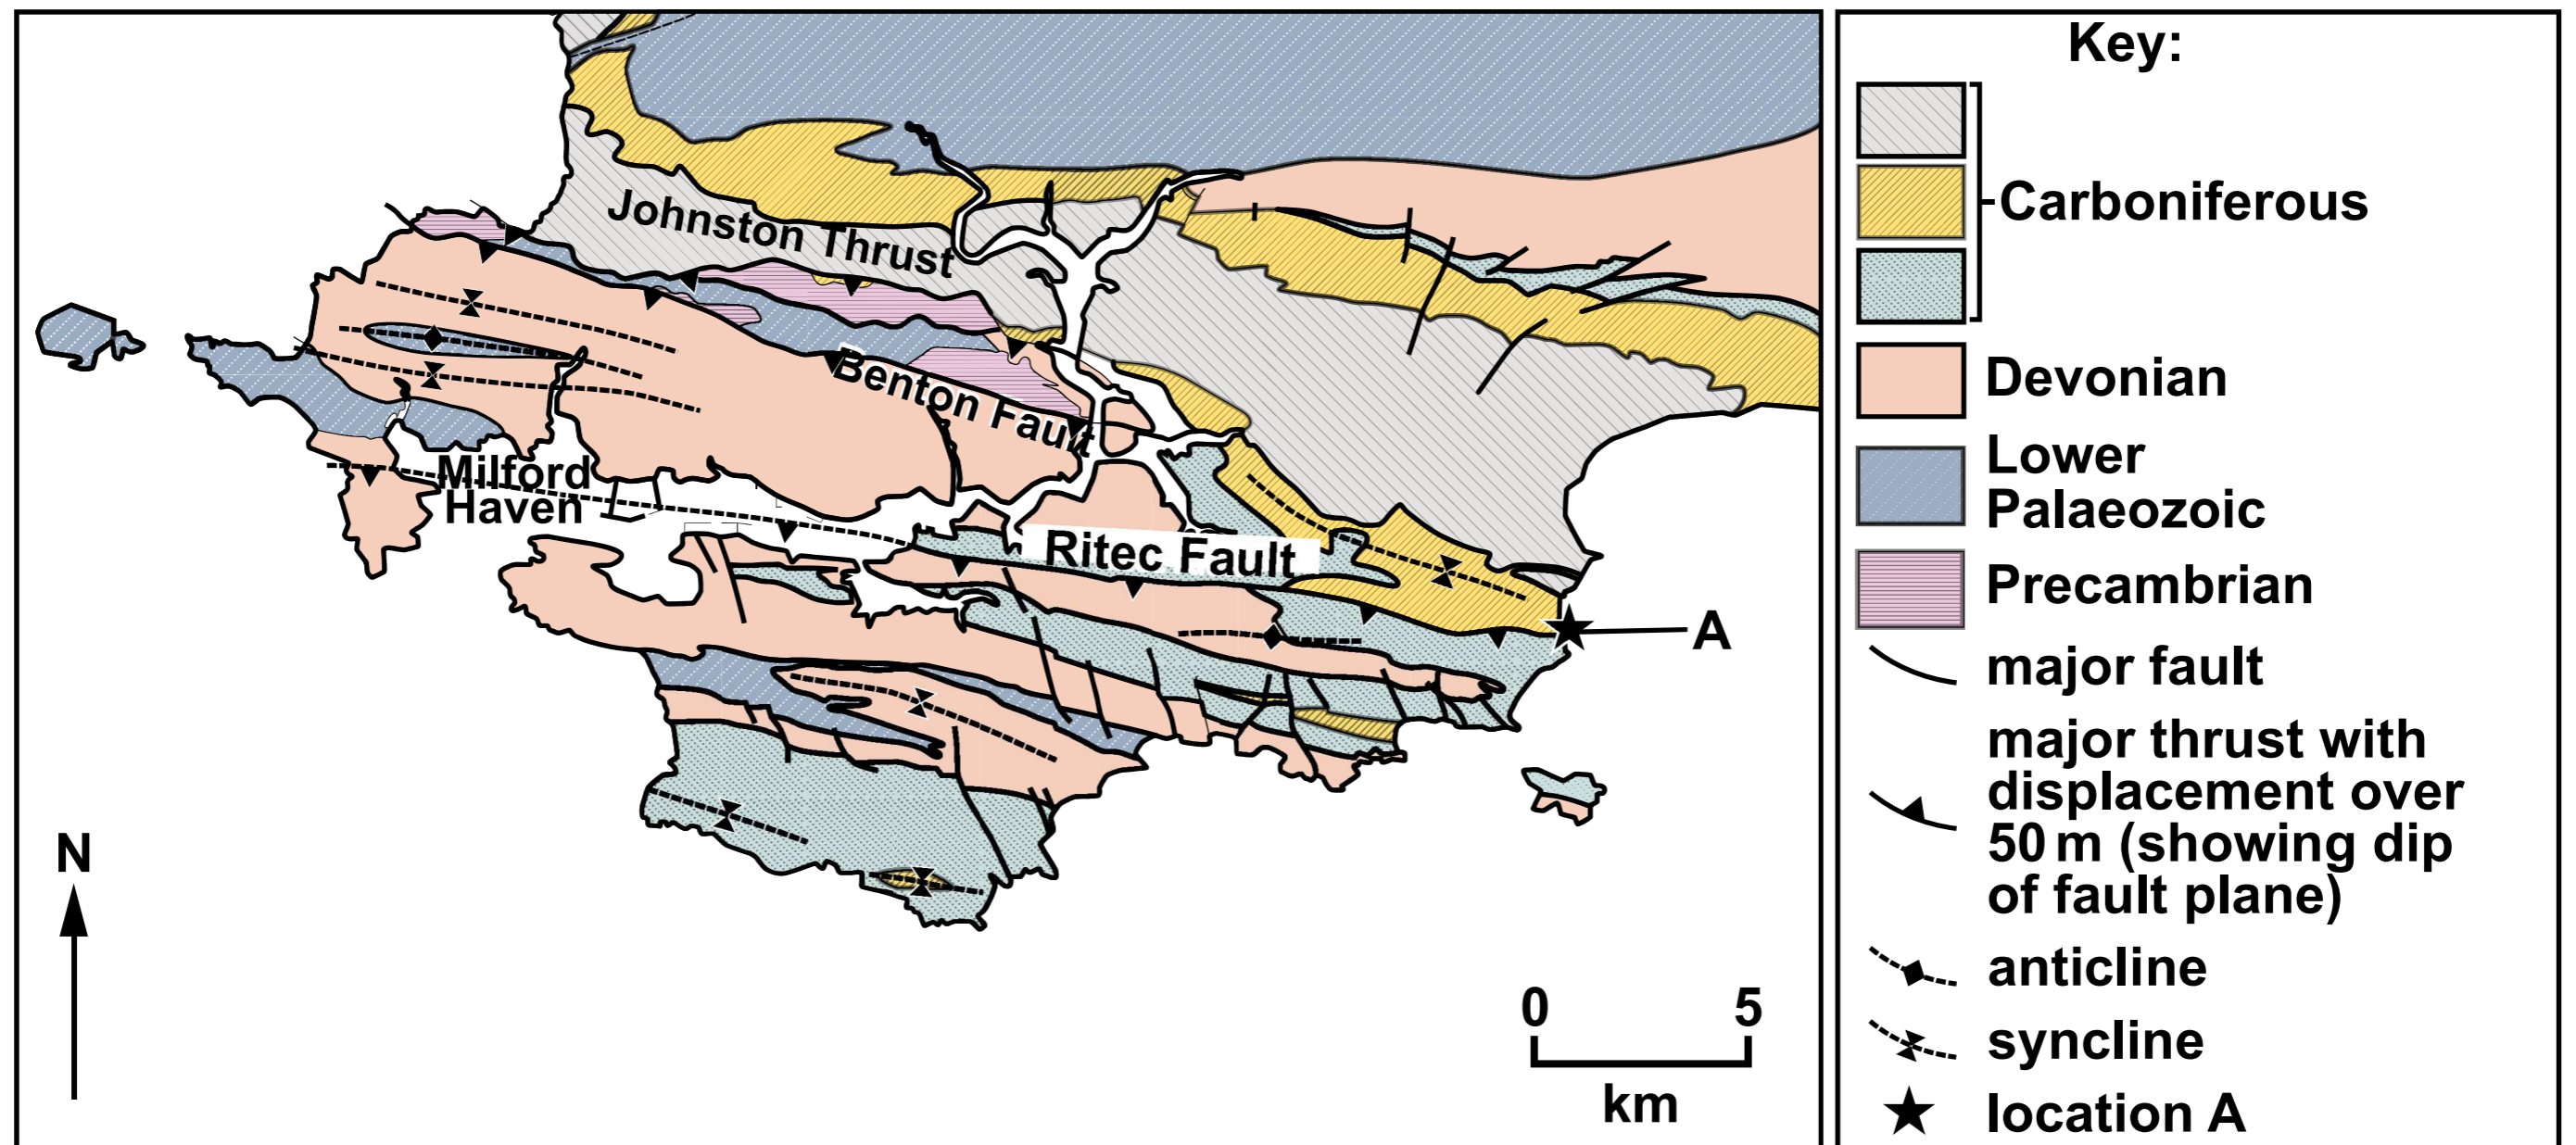 Johnston Thrust
Benton Fault
Milford
Haven
Ritec Fault
A
N
0 5
km
Key:
Carboniferous
Devonian
Lower
Palaeozoic
Precambrian
major fault
major thrust with
displacement over
50 m (showing dip
of fault plane)
anticline
syncline
location A